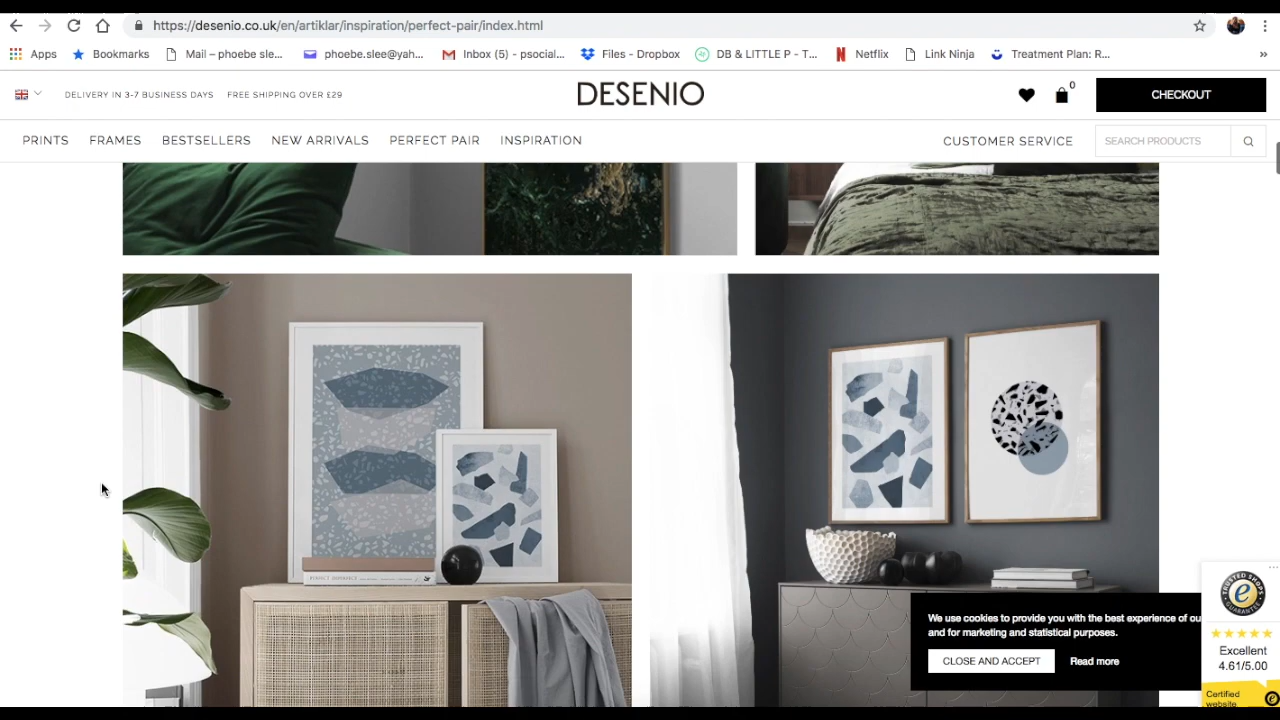 https://desenio.co.uk/en/artiklar/inspiration/perfect-pair/index.html
Apps Bookmarks Mail – phoebe sle... phoebe.slee@yah... Inbox (5) - psocial... Files - Dropbox DB & LITTLE P - T... Netflix Link Ninja Treatment Plan: R... »
DELIVERY IN 3-7 BUSINESS DAYS FREE SHIPPING OVER £29
DESENIO
0
CHECKOUT
PRINTS FRAMES BESTSELLERS NEW ARRIVALS PERFECT PAIR INSPIRATION
CUSTOMER SERVICE SEARCH PRODUCTS
We use cookies to provide you with the best experience of ou
and for marketing and statistical purposes.
CLOSE AND ACCEPT Read more
TRUSTED SHOPS
GUARANTEE
e
Excellent
4.61/5.00
Certified
website